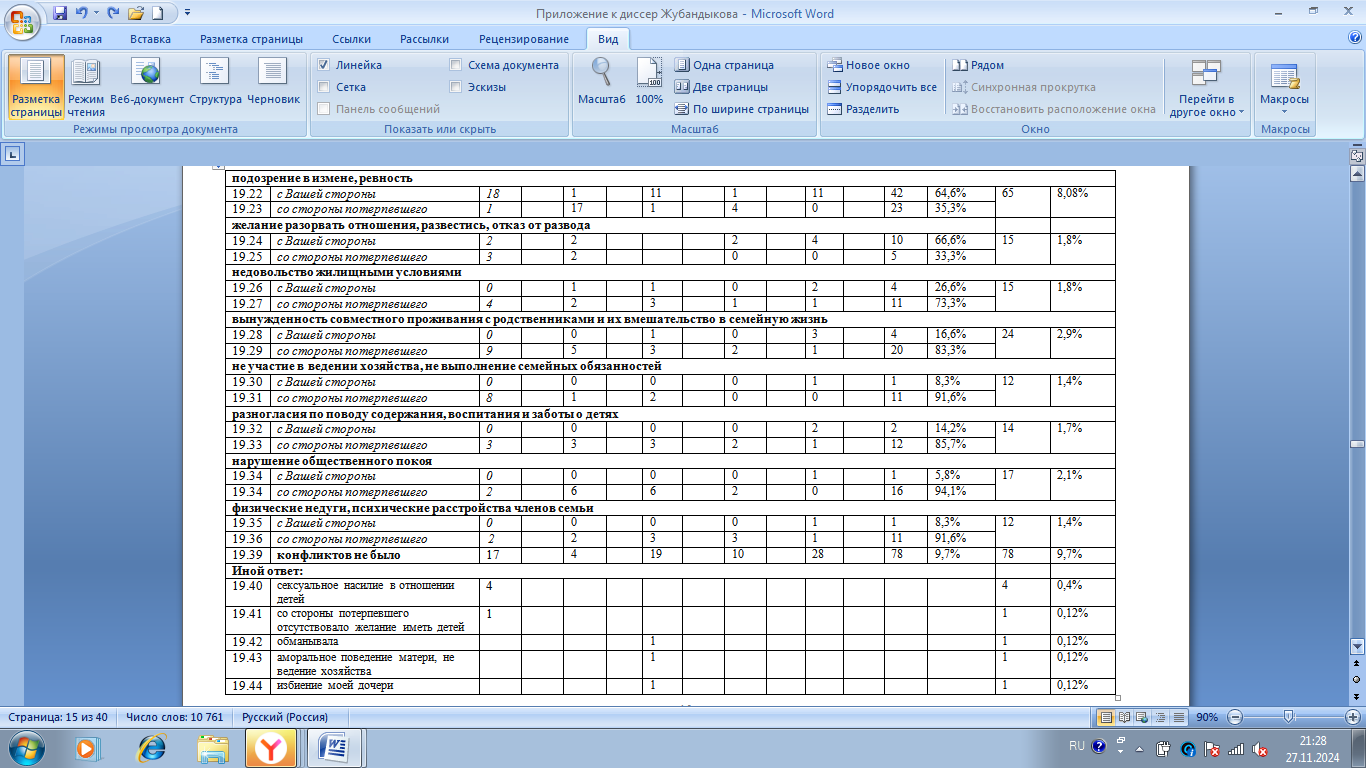 Приложение к диссер Жубандыкова - Microsoft Word
Главная Вставка Разметка страницы Ссылки Рассылки Рецензирование Вид
Разметка страницы
Режим чтения
Веб-документ
Структура
Черновик
Режимы просмотра документа
Линейка
Сетка
Панель сообщений
Схема документа
Эскизы
Показать или скрыть
Масштаб
100%
Одна страница
Две страницы
По ширине страницы
Масштаб
Новое окно
Упорядочить все
Разделить
Рядом
Синхронная прокрутка
Восстановить расположение окна
Перейти в другое окно
Окно
Макросы
Макросы
подозрение в измене, ревность
19.22 с Вашей стороны 18 1 11 1 11 42 64,6% 65 8,08%
19.23 со стороны потерпевшего 1 17 1 4 0 23 35,3%
желание разорвать отношения, развестись, отказ от развода
19.24 с Вашей стороны 2 2 2 4 10 66,6% 15 1,8%
19.25 со стороны потерпевшего 3 2 0 0 5 33,3%
недовольство жилищными условиями
19.26 с Вашей стороны 0 1 1 0 2 4 26,6% 15 1,8%
19.27 со стороны потерпевшего 4 2 3 1 1 11 73,3%
вынужденность совместного проживания с родственниками и их вмешательство в семейную жизнь
19.28 с Вашей стороны 0 0 1 0 3 4 16,6% 24 2,9%
19.29 со стороны потерпевшего 9 5 3 2 1 20 83,3%
не участие в ведении хозяйства, не выполнение семейных обязанностей
19.30 с Вашей стороны 0 0 0 0 1 1 8,3% 12 1,4%
19.31 со стороны потерпевшего 8 1 2 0 0 11 91,6%
разногласия по поводу содержания, воспитания и заботы о детях
19.32 с Вашей стороны 0 0 0 0 2 2 14,2% 14 1,7%
19.33 со стороны потерпевшего 3 3 3 2 1 12 85,7%
нарушение общественного покоя
19.34 с Вашей стороны 0 0 0 0 1 1 5,8% 17 2,1%
19.34 со стороны потерпевшего 2 6 6 2 0 16 94,1%
физические недуги, психические расстройства членов семьи
19.35 с Вашей стороны 0 0 0 0 1 1 8,3% 12 1,4%
19.36 со стороны потерпевшего 2 2 3 3 1 11 91,6%
19.39 конфликтов не было 17 4 19 10 28 78 9,7% 78 9,7%
Иной ответ:
19.40 сексуальное насилие в отношении 4 4 0,4%
детей
19.41 со стороны потерпевшего 1 1 0,12%
отсутствовало желание иметь детей
19.42 обманывала 1 1 0,12%
19.43 аморальное поведение матери, не 1 1 0,12%
ведение хозяйства
19.44 избиение моей дочери 1 1 0,12%
Страница: 15 из 40 Число слов: 10 761 Русский (Россия) 90%
RU 21:28
27.11.2024